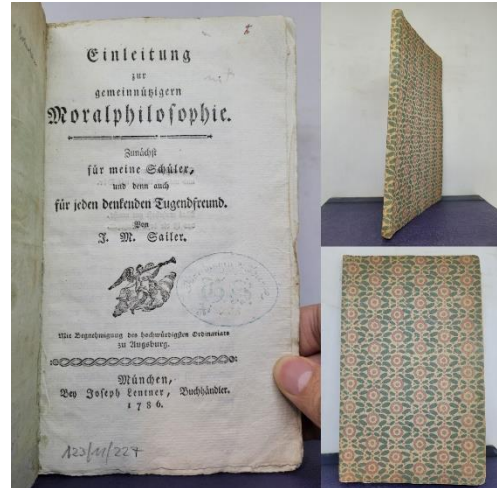 Einleitung
zur
gemeinnützigern
Moralphilosophie.
Zunächst
für meine Schüler,
und denn auch
für jeden denkenden Tugendfreund.
Von
J. M. Sailer.
Mit Begnehmigung des hochwürdigsten Ordinariats
zu Augsburg.
München,
Bey Joseph Lentner, Buchhändler.
1786.
123/11/227